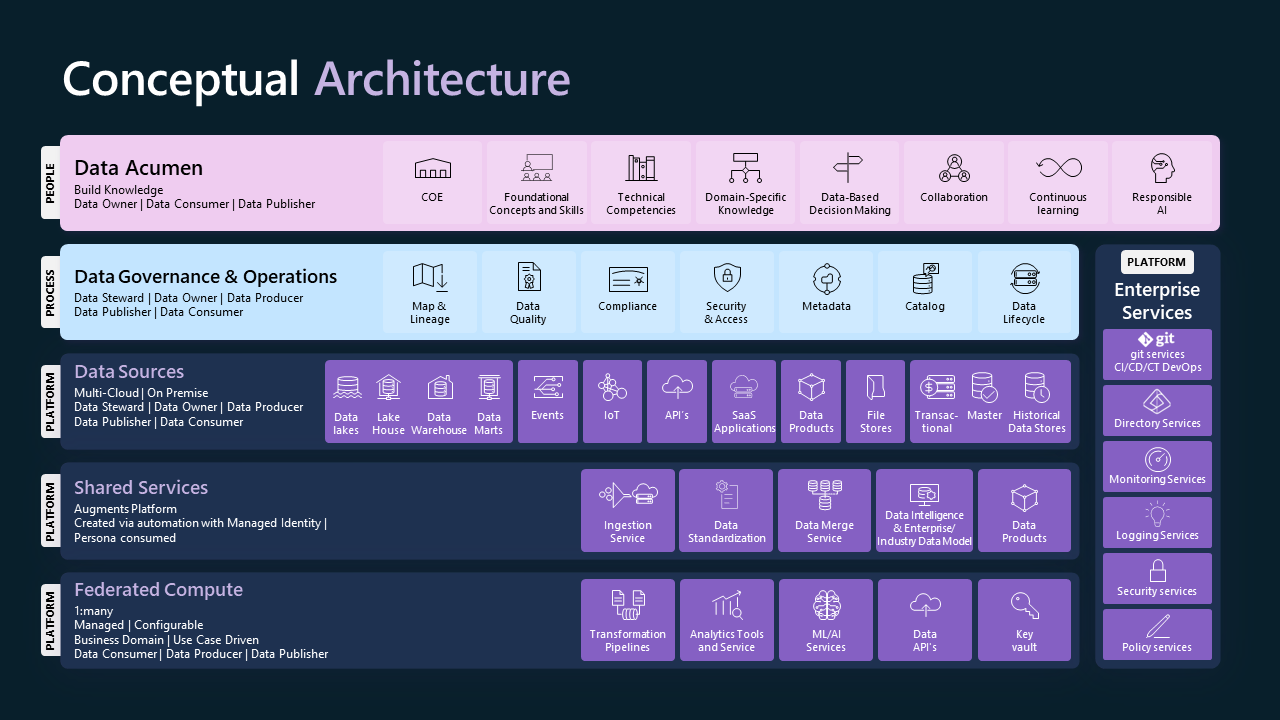 Conceptual Architecture
PEOPLE
Data Acumen
Build Knowledge
Data Owner | Data Consumer | Data Publisher
COE
Foundational
Concepts and Skills
Technical
Competencies
Domain-Specific
Knowledge
Data-Based
Decision Making
Collaboration
Continuous
learning
Responsible
AI
PROCESS
Data Governance & Operations
Data Steward | Data Owner | Data Producer
Data Publisher | Data Consumer
Map &
Lineage
Data
Quality
Compliance
Security
& Access
Metadata
Catalog
Data
Lifecycle
PLATFORM
Data Sources
Multi-Cloud | On Premise
Data Steward | Data Owner | Data Producer
Data Publisher | Data Consumer
Data
lakes
Lake
House
Data
Warehouse
Data
Marts
Events
IoT
API's
SaaS
Applications
Data
Products
File
Stores
Transac-
tional
Master
Historical
Data Stores
PLATFORM
Shared Services
Augments Platform
Created via automation with Managed Identity |
Persona consumed
Ingestion
Service
Data
Standardization
Data Merge
Service
Data Intelligence
& Enterprise/
Industry Data Model
Data
Products
PLATFORM
Federated Compute
1:many
Managed | Configurable
Business Domain | Use Case Driven
Data Consumer | Data Producer | Data Publisher
Transformation
Pipelines
Analytics Tools
and Service
ML/AI
Services
Data
API's
Key
vault
PLATFORM
Enterprise
Services
git
git services
CI/CD/CT DevOps
Directory Services
Monitoring Services
Logging Services
Security services
Policy services